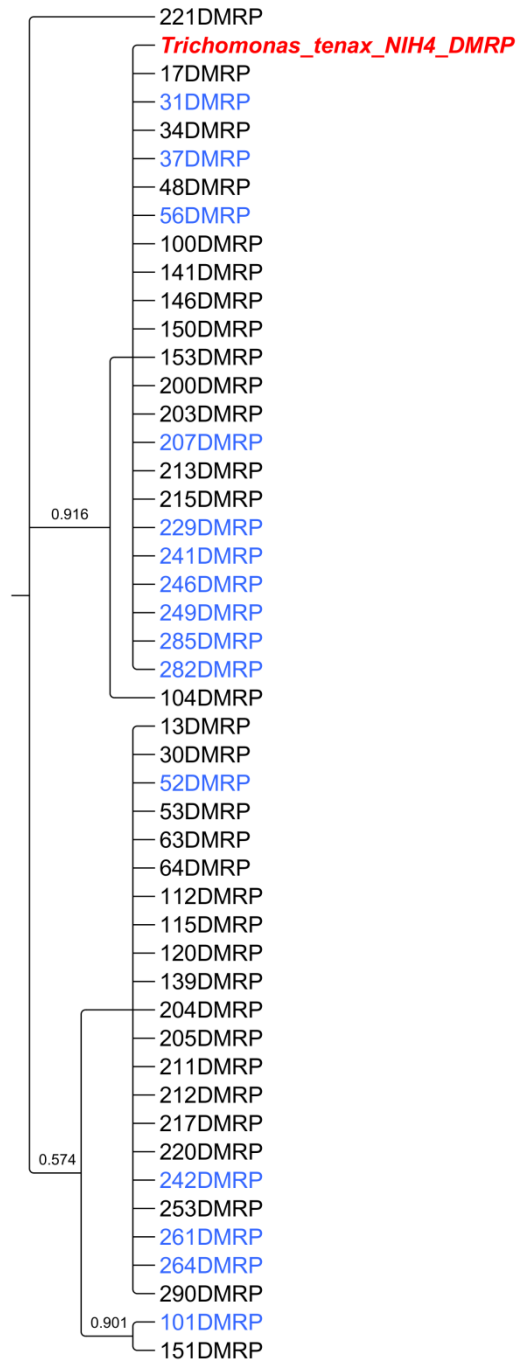 221DMRP
Trichomonas_tenax_NIH4_DMRP
17DMRP
31DMRP
34DMRP
37DMRP
48DMRP
56DMRP
100DMRP
141DMRP
146DMRP
150DMRP
153DMRP
200DMRP
203DMRP
207DMRP
213DMRP
215DMRP
0.916
229DMRP
241DMRP
246DMRP
249DMRP
285DMRP
282DMRP
104DMRP
13DMRP
30DMRP
52DMRP
53DMRP
63DMRP
64DMRP
112DMRP
115DMRP
120DMRP
139DMRP
204DMRP
205DMRP
211DMRP
212DMRP
217DMRP
220DMRP
0.574
242DMRP
253DMRP
261DMRP
264DMRP
290DMRP
0.901
101DMRP
151DMRP